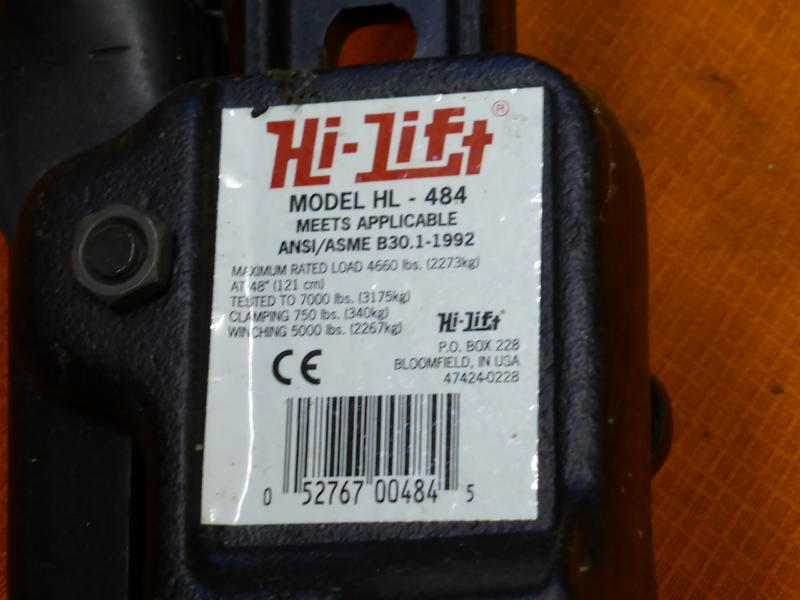 Hi-Lift®
MODEL HL - 484
MEETS APPLICABLE
ANSI/ASME B30.1-1992
MAXIMUM RATED LOAD 4660 lbs. (2273kg)
AT 48" (121 cm)
TESTED TO 7000 lbs. (3175kg)
CLAMPING 750 lbs. (340kg)
WINCHING 5000 lbs. (2267kg)
Hi-Lift
P.O. BOX 228
BLOOMFIELD, IN USA
47424-0228
CE
0 52767 00484 5